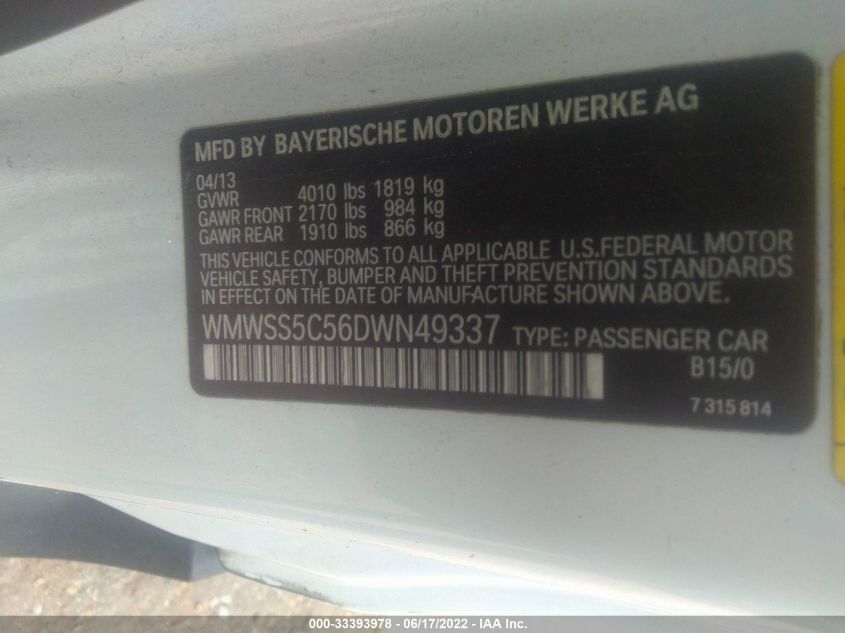 MFD BY BAYERISCHE MOTOREN WERKE AG
04/13
GVWR 4010 lbs 1819 kg
GAWR FRONT 2170 lbs 984 kg
GAWR REAR 1910 lbs 866 kg
THIS VEHICLE CONFORMS TO ALL APPLICABLE U.S.FEDERAL MOTOR
VEHICLE SAFETY, BUMPER AND THEFT PREVENTION STANDARDS
IN EFFECT ON THE DATE OF MANUFACTURE SHOWN ABOVE.
WMWSS5C56DWN49337 TYPE: PASSENGER CAR
B15/0
7 315 814
000-33393978 - 06/17/2022 - IAA Inc.